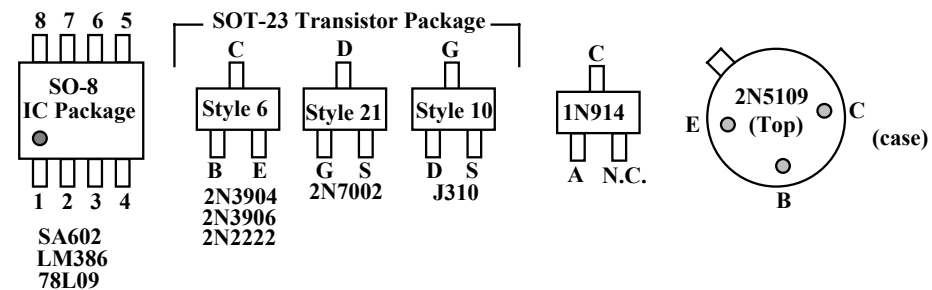 8 7 6 5
SO-8
IC Package
1 2 3 4
SA602
LM386
78L09
SOT-23 Transistor Package
C
Style 6
B E
2N3904
2N3906
2N2222
D
Style 21
G S
2N7002
G
Style 10
D S
J310
C
1N914
A N.C.
2N5109
(Top)
E
C
(case)
B